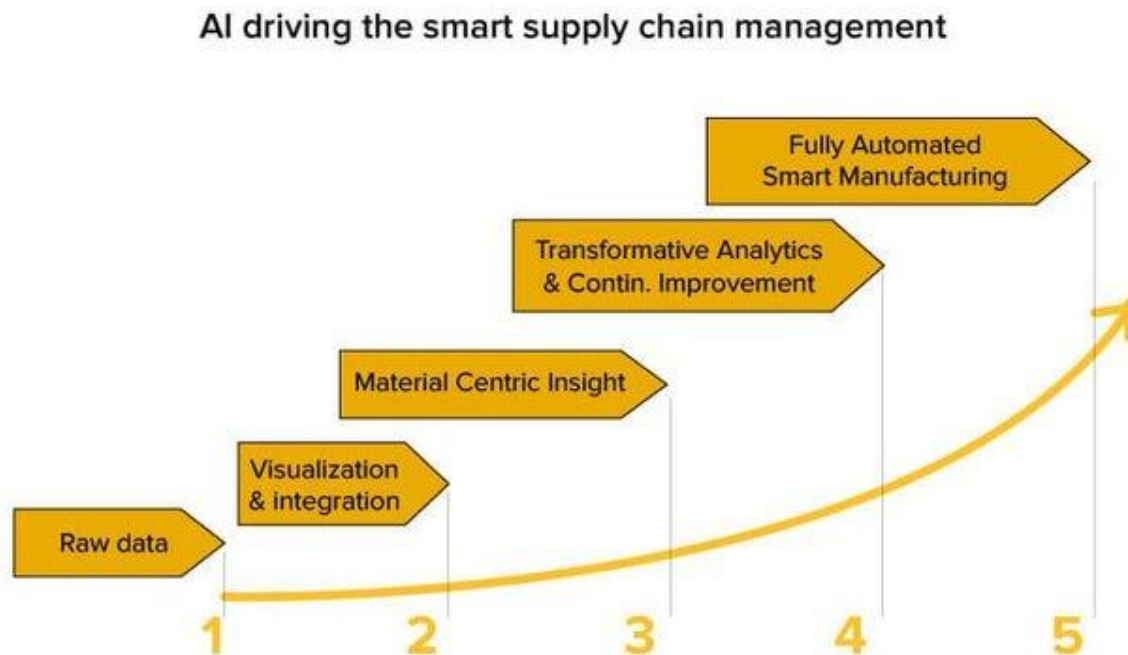 AI driving the smart supply chain management
Fully Automated
Smart Manufacturing
Transformative Analytics
& Contin. Improvement
Material Centric Insight
Visualization
& integration
Raw data
1 2 3 4 5